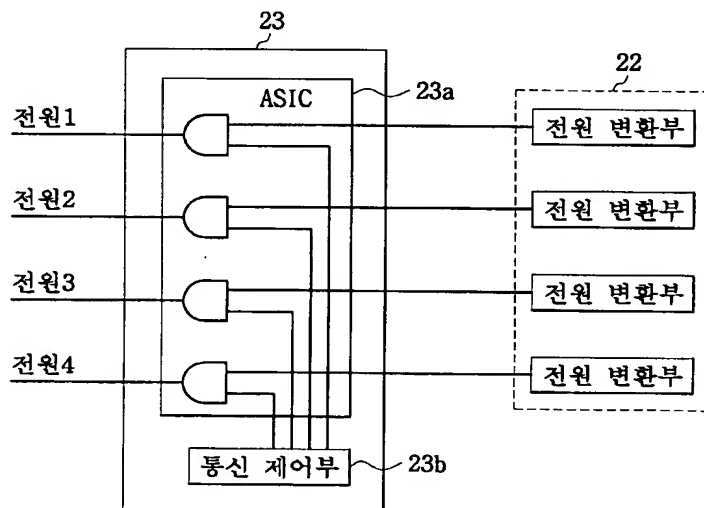 23
22
ASIC
23a
전원1
전원 변환부
전원2
전원 변환부
전원3
전원 변환부
전원4
전원 변환부
통신 제어부
23b